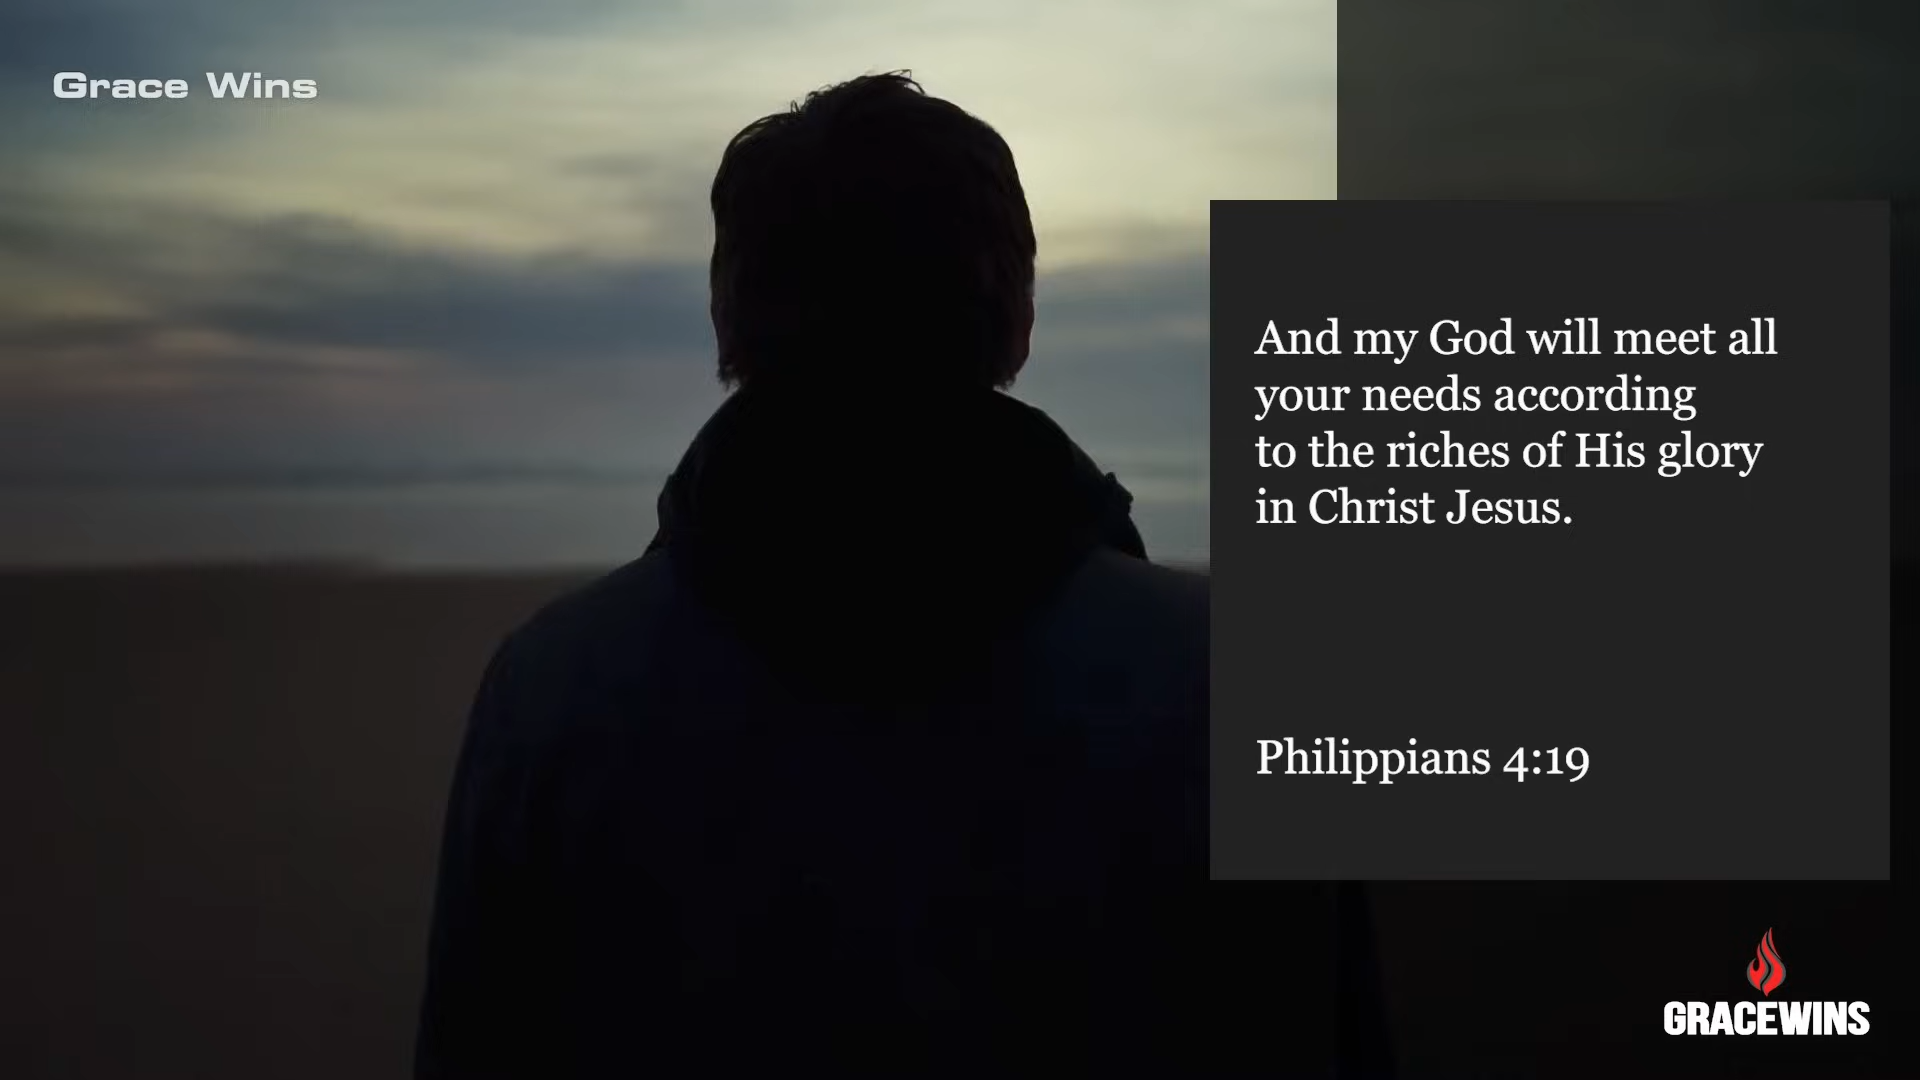 Grace Wins
And my God will meet all
your needs according
to the riches of His glory
in Christ Jesus.
Philippians 4:19
GRACEWINS